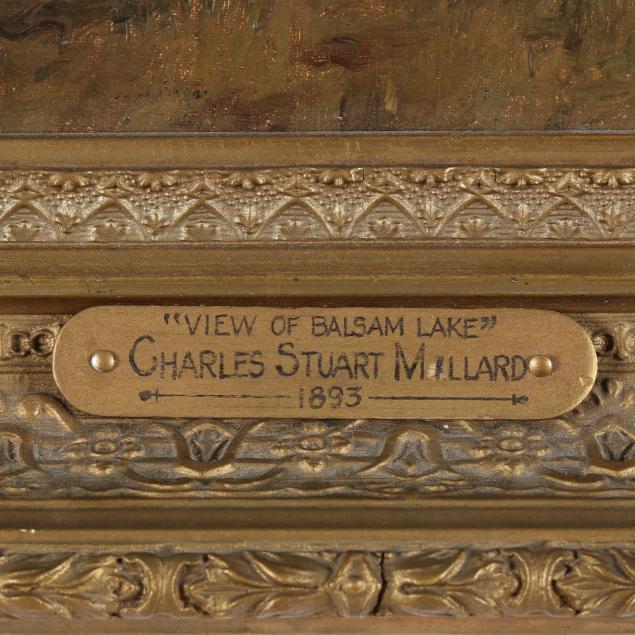 "VIEW OF BALSAM LAKE"
CHARLES STUART MILLARD
1893